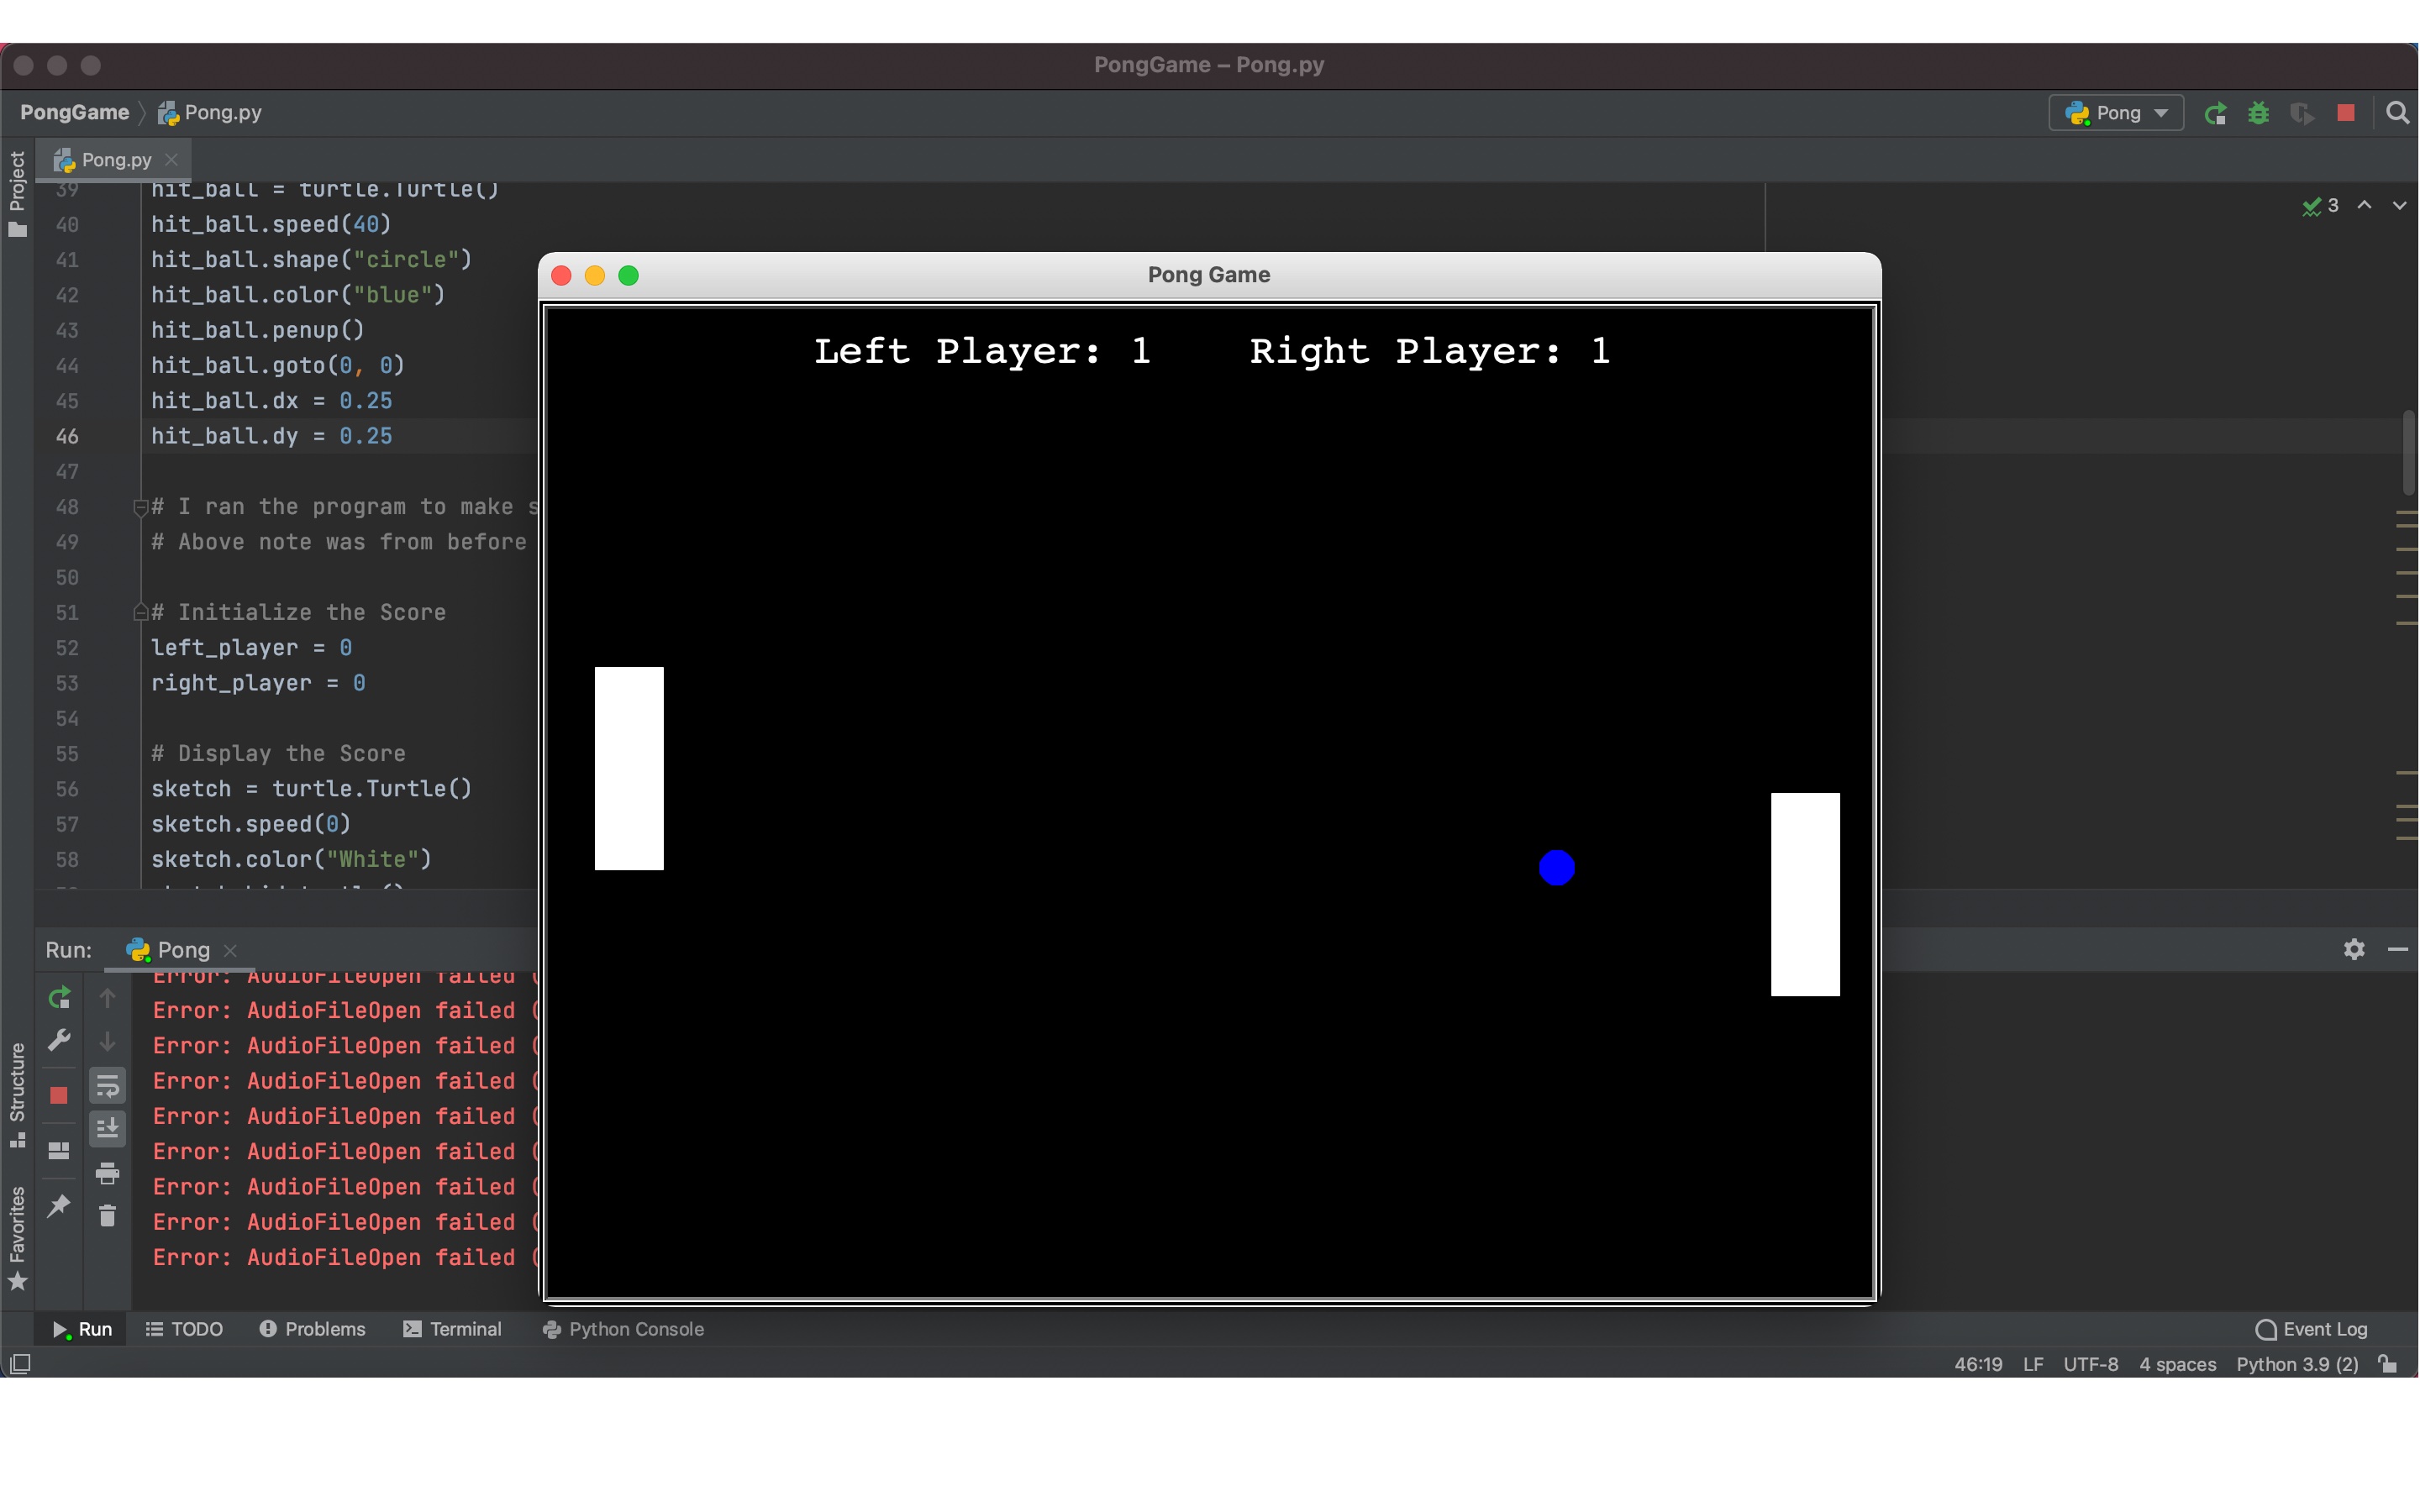 PongGame – Pong.py
PongGame Pong.py
Pong
Project
Pong.py
3
39 hit_ball = turtle.Turtle()
40 hit_ball.speed(40)
41 hit_ball.shape("circle")
42 hit_ball.color("blue")
43 hit_ball.penup()
44 hit_ball.goto(0, 0)
45 hit_ball.dx = 0.25
46 hit_ball.dy = 0.25
47
48 # I ran the program to make s
49 # Above note was from before
50
51 # Initialize the Score
52 left_player = 0
53 right_player = 0
54
55 # Display the Score
56 sketch = turtle.Turtle()
57 sketch.speed(0)
58 sketch.color("White")
Pong Game
Left Player: 1 Right Player: 1
Run: Pong
Error: AudioFileOpen failed (
Error: AudioFileOpen failed (
Error: AudioFileOpen failed (
Error: AudioFileOpen failed (
Error: AudioFileOpen failed (
Error: AudioFileOpen failed (
Error: AudioFileOpen failed (
Error: AudioFileOpen failed (
Error: AudioFileOpen failed (
Structure
Favorites
Run TODO Problems Terminal Python Console Event Log
46:19 LF UTF-8 4 spaces Python 3.9 (2)